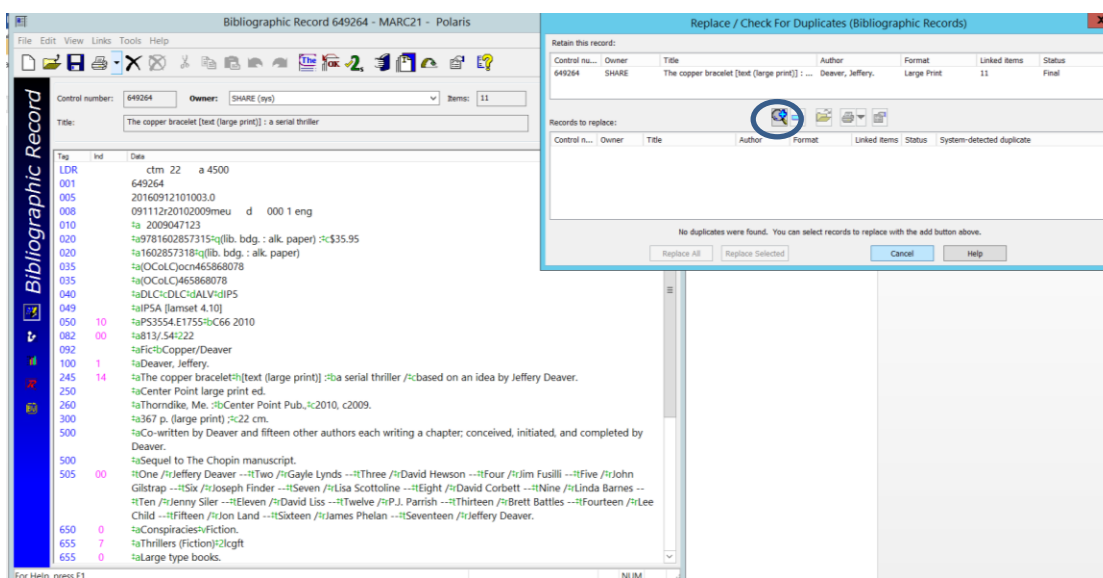 Bibliographic Record 649264 - MARC21 - Polaris
File Edit View Links Tools Help
Bibliographic Record
Control number: 649264 Owner: SHARE (sys) Items: 11
Title: The copper bracelet [text (large print)] : a serial thriller
Tag Ind Data
LDR ctm 22 a 4500
001 649264
005 20160912101003.0
008 091112r20102009meu d 000 1 eng
010 ‡a 2009047123
020 ‡a9781602857315‡q(lib. bdg. : alk. paper) :‡c$35.95
020 ‡a1602857318‡q(lib. bdg. : alk. paper)
035 ‡a(OCoLC)ocn465868078
035 ‡a(OCoLC)465868078
040 ‡aDLC‡cDLC‡dALV‡dIP5
049 ‡aIP5A [lamset 4.10]
050 10 ‡aPS3554.E1755‡bC66 2010
082 00 ‡a813/.54‡222
092 ‡aFic‡bCopper/Deaver
100 1 ‡aDeaver, Jeffery.
245 14 ‡aThe copper bracelet‡h[text (large print)] :‡ba serial thriller /‡cbased on an idea by Jeffery Deaver.
250 ‡aCenter Point large print ed.
260 ‡aThorndike, Me. :‡bCenter Point Pub.,‡c2010, c2009.
300 ‡a367 p. (large print) ;‡c22 cm.
500 ‡aCo-written by Deaver and fifteen other authors each writing a chapter; conceived, initiated, and completed by
Deaver.
500 ‡aSequel to The Chopin manuscript.
505 00 ‡tOne /‡rJeffery Deaver --‡tTwo /‡rGayle Lynds --‡tThree /‡rDavid Hewson --‡tFour /‡rJim Fusilli --‡tFive /‡rJohn
Gilstrap --‡tSix /‡rJoseph Finder --‡tSeven /‡rLisa Scottoline --‡tEight /‡rDavid Corbett --‡tNine /‡rLinda Barnes --
‡tTen /‡rJenny Siler --‡tEleven /‡rDavid Liss --‡tTwelve /‡rP.J. Parrish --‡tThirteen /‡rBrett Battles --‡tFourteen /‡rLee
Child --‡tFifteen /‡rJon Land --‡tSixteen /‡rJames Phelan --‡tSeventeen /‡rJeffery Deaver.
650 0 ‡aConspiracies‡vFiction.
655 7 ‡aThrillers (Fiction)‡2lcgft
655 0 ‡aLarge type books.
For Help, press F1 NUM
Replace / Check For Duplicates (Bibliographic Records)
Retain this record:
Control nu... Owner Title Author Format Linked items Status
649264 SHARE The copper bracelet [text (large print)] : ... Deaver, Jeffery. Large Print 11 Final
Records to replace:
Control n... Owner Title Author Format Linked items Status System-detected duplicate
No duplicates were found. You can select records to replace with the add button above.
Replace All Replace Selected Cancel Help